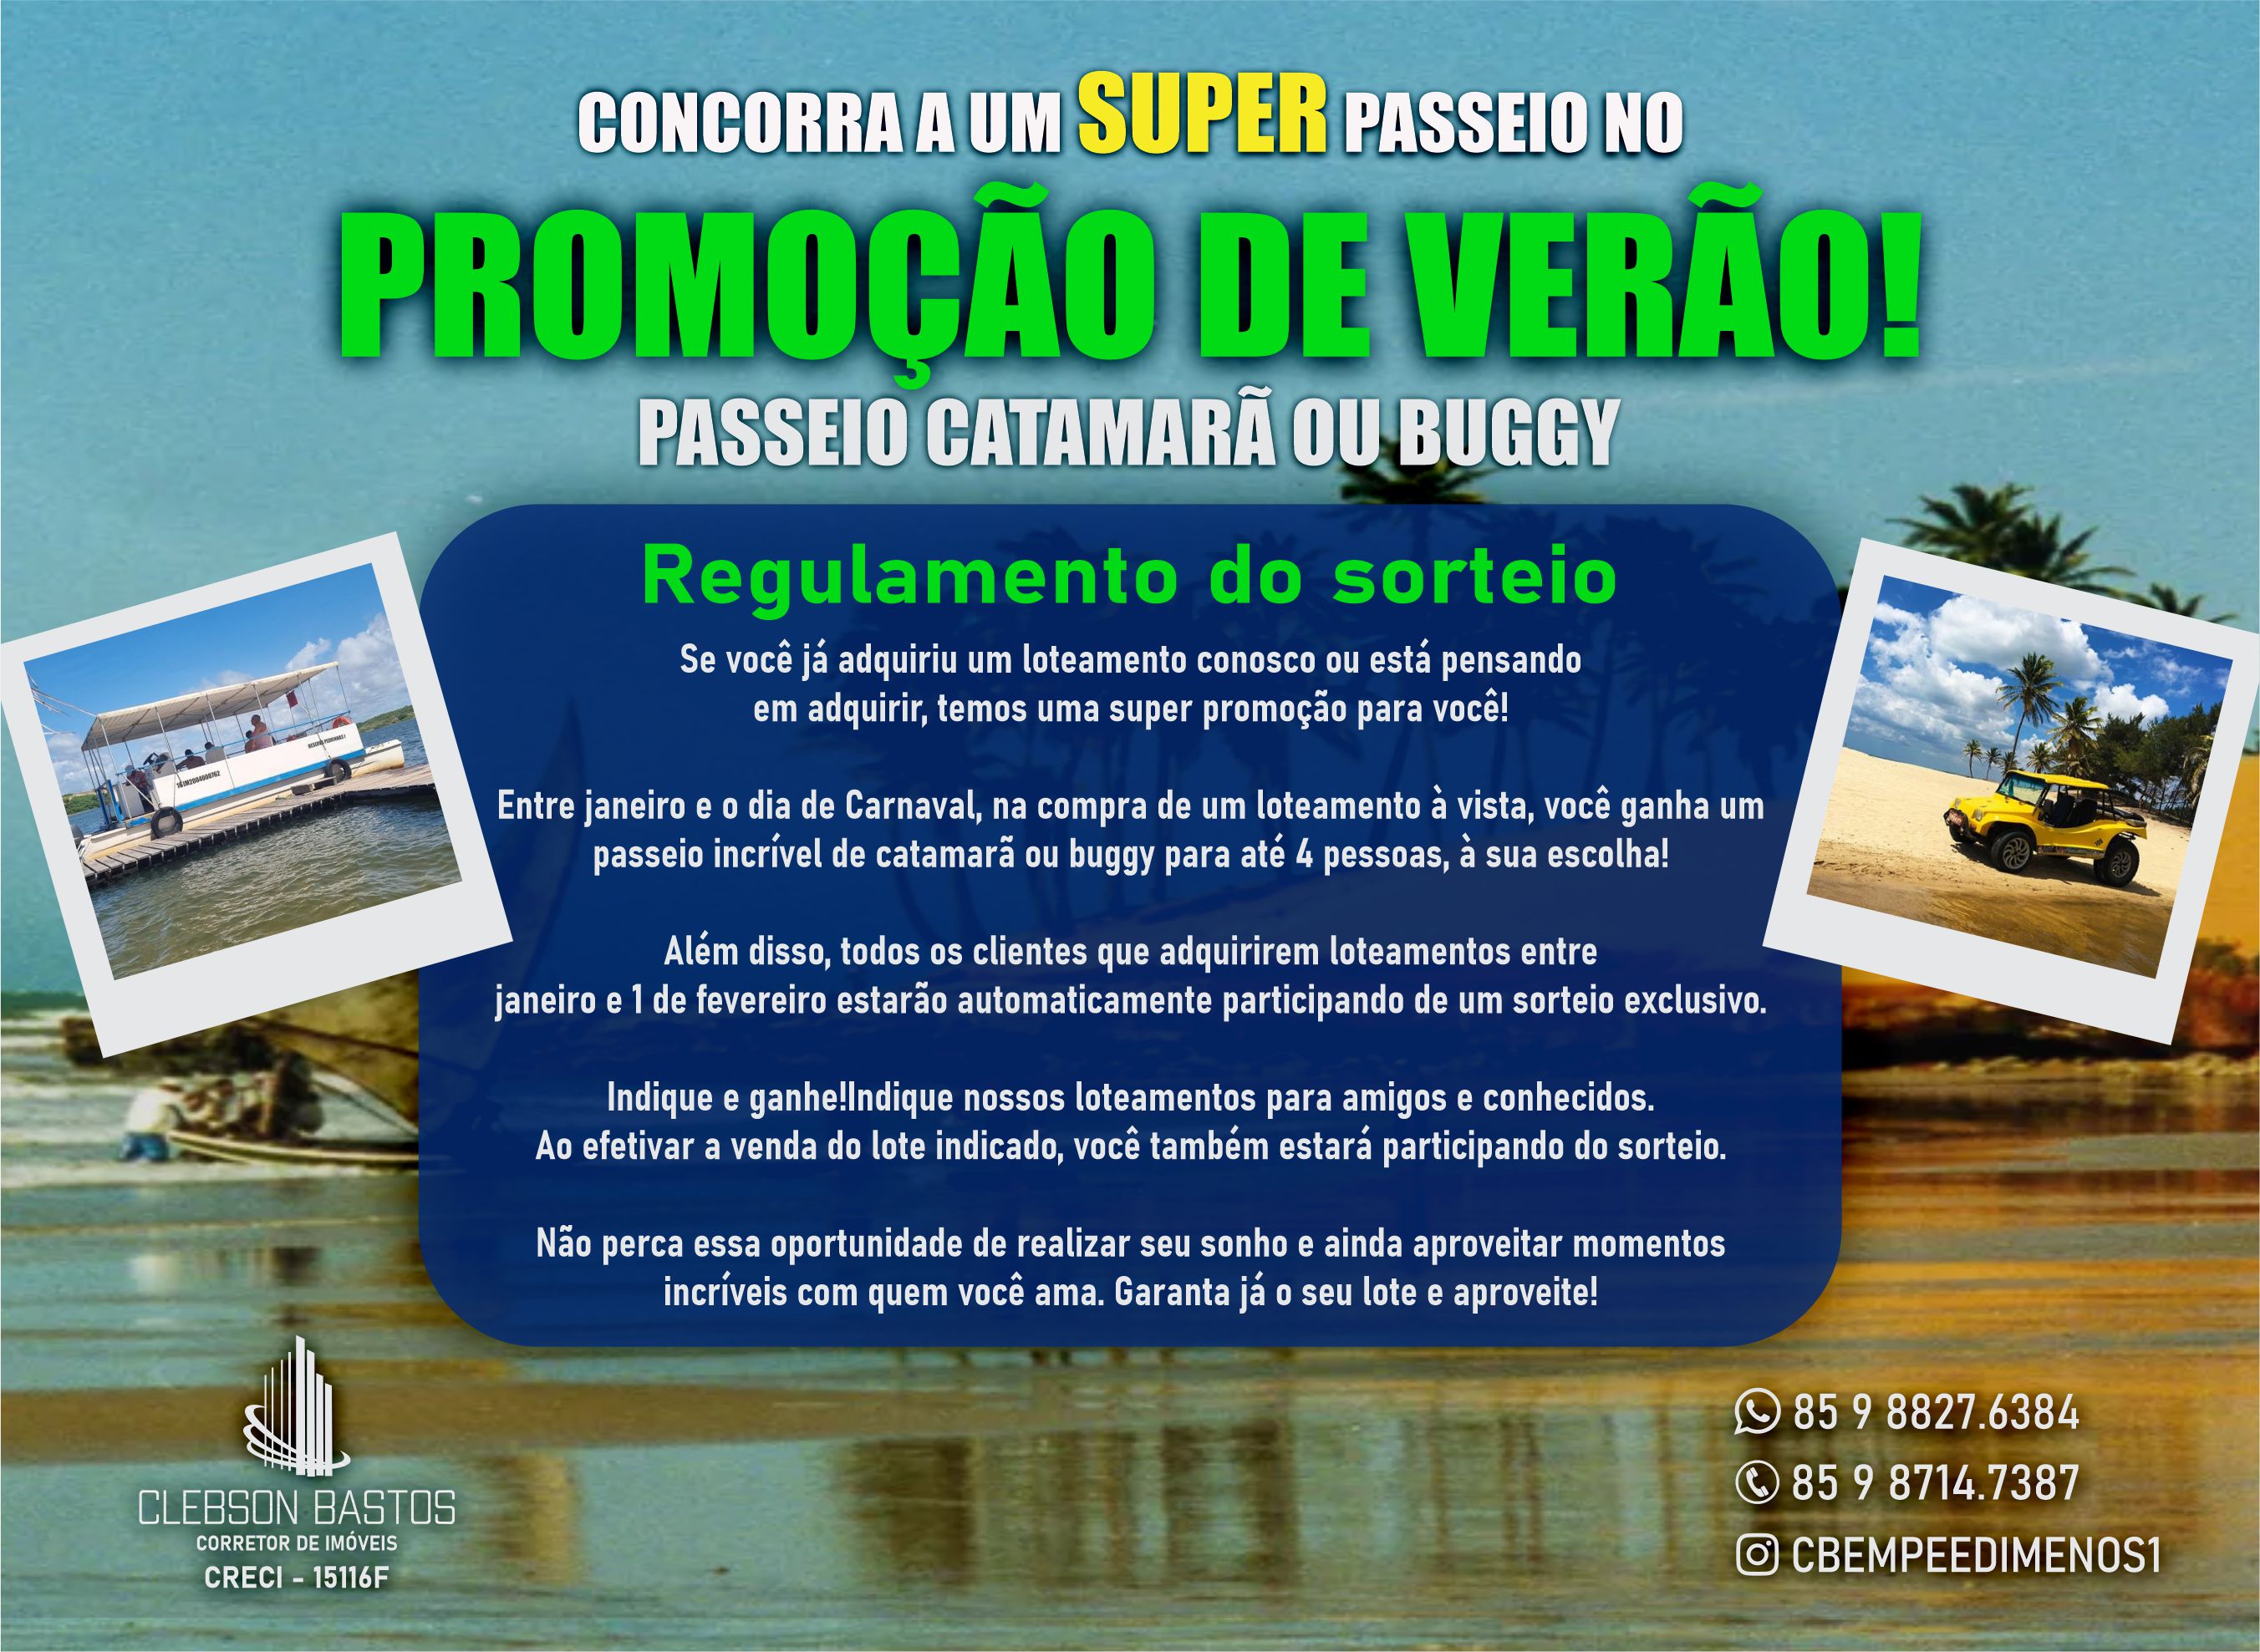 CONCORRA A UM SUPER PASSEIO NO
PROMOÇÃO DE VERÃO!
PASSEIO CATAMARÃ OU BUGGY
Regulamento do sorteio
Se você já adquiriu um loteamento conosco ou está pensando
em adquirir, temos uma super promoção para você!
Entre janeiro e o dia de Carnaval, na compra de um loteamento à vista, você ganha um
passeio incrível de catamarã ou buggy para até 4 pessoas, à sua escolha!
Além disso, todos os clientes que adquirirem loteamentos entre
janeiro e 1 de fevereiro estarão automaticamente participando de um sorteio exclusivo.
Indique e ganhe!Indique nossos loteamentos para amigos e conhecidos.
Ao efetivar a venda do lote indicado, você também estará participando do sorteio.
Não perca essa oportunidade de realizar seu sonho e ainda aproveitar momentos
incríveis com quem você ama. Garanta já o seu lote e aproveite!
CLEBSON BASTOS
CORRETOR DE IMÓVEIS
CRECI - 15116F
85 9 8827.6384
85 9 8714.7387
CBEMPEEDIMENOS1